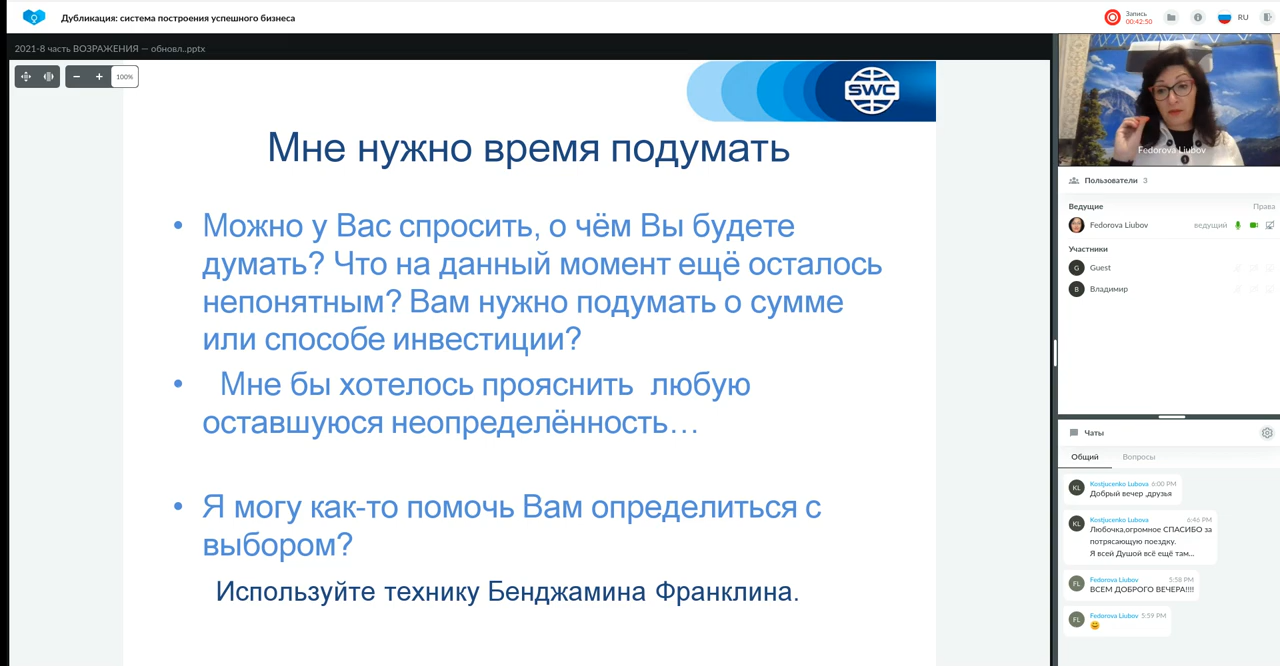 Дубликация: система построения успешного бизнеса
Запись
00:42:50
RU
2021-8 часть ВОЗРАЖЕНИЯ — обновл..pptx
100%
SWC
Мне нужно время подумать
• Можно у Вас спросить, о чём Вы будете
думать? Что на данный момент ещё осталось
непонятным? Вам нужно подумать о сумме
или способе инвестиции?
• Мне бы хотелось прояснить любую
оставшуюся неопределённость…
• Я могу как-то помочь Вам определиться с
выбором?
Используйте технику Бенджамина Франклина.
Fedorova Liubov
Пользователи 3
Ведущие Права
Fedorova Liubov ведущий
Участники
G Guest
В Владимир
Чаты
Общий Вопросы
KL Kostjucenko Lubova 6:00 PM
Добрый вечер ,друзья
KL Kostjucenko Lubova 6:46 PM
Любочка,огромное СПАСИБО за
потрясающую поездку.
Я всей Душой всё ещё там...
FL Fedorova Liubov 5:58 PM
ВСЕМ ДОБРОГО ВЕЧЕРА!!!!
FL Fedorova Liubov 5:59 PM